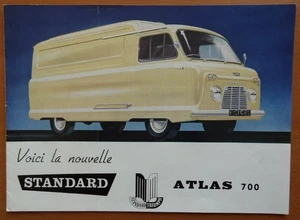 Voici la nouvelle
STANDARD
ATLAS 700